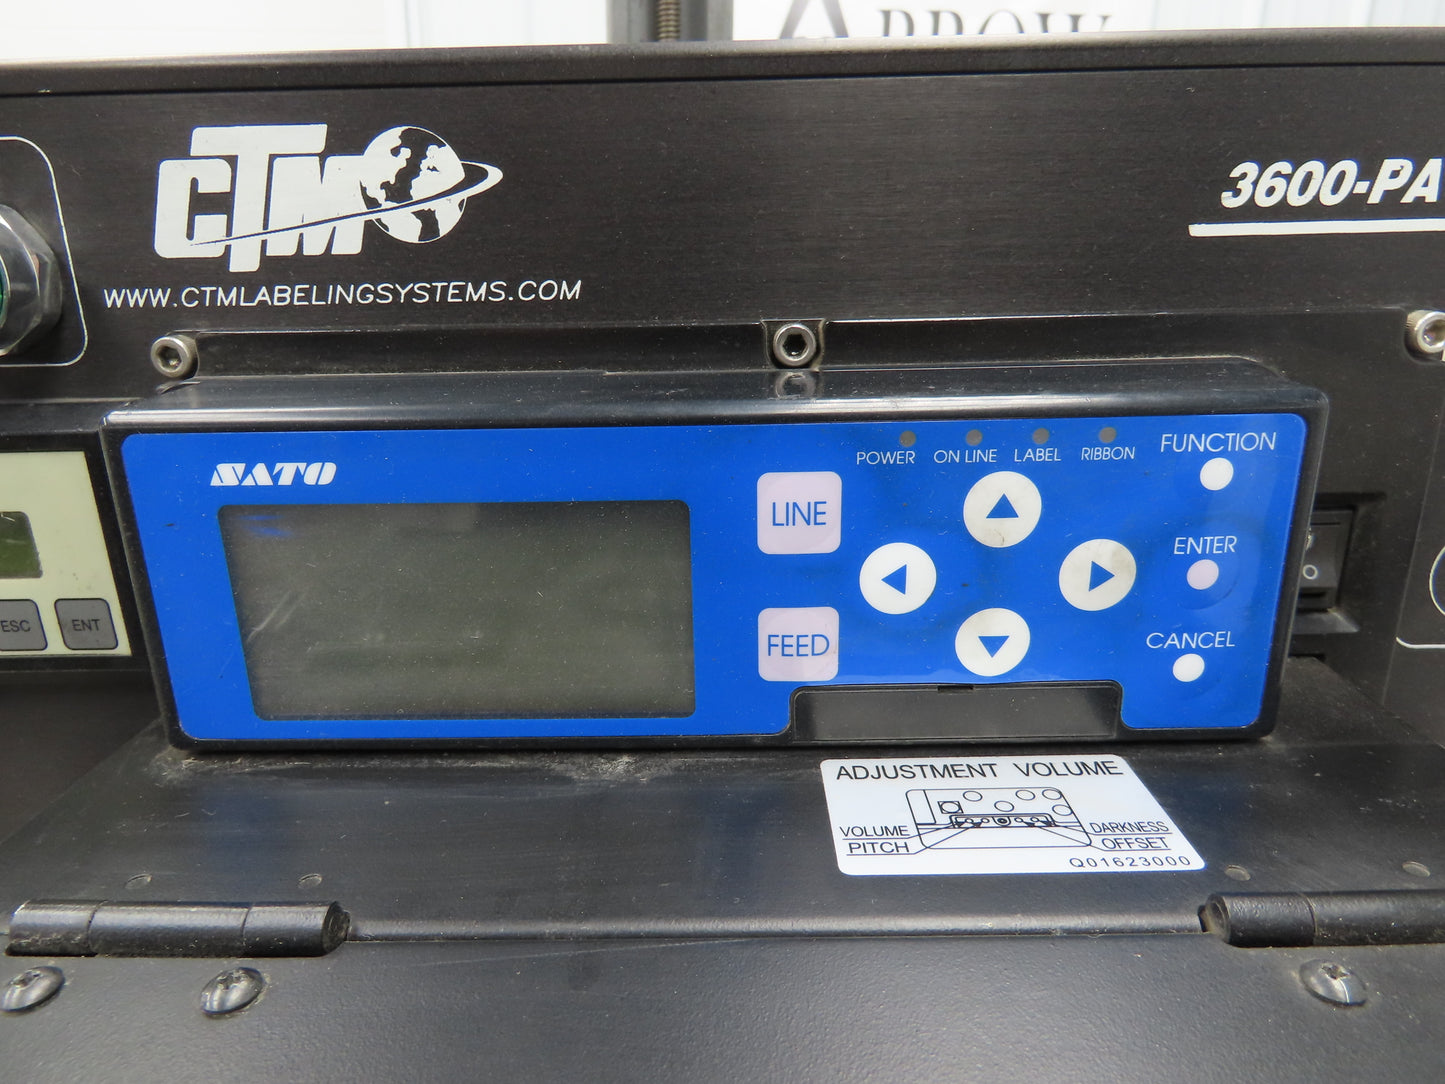 CTM
WWW.CTMLABELINGSYSTEMS.COM
3600-PA
SATO
POWER ON LINE LABEL RIBBON
FUNCTION
LINE
ENTER
FEED
CANCEL
ESC
ENT
O
ADJUSTMENT VOLUME
VOLUME DARKNESS
PITCH OFFSET
Q01623000